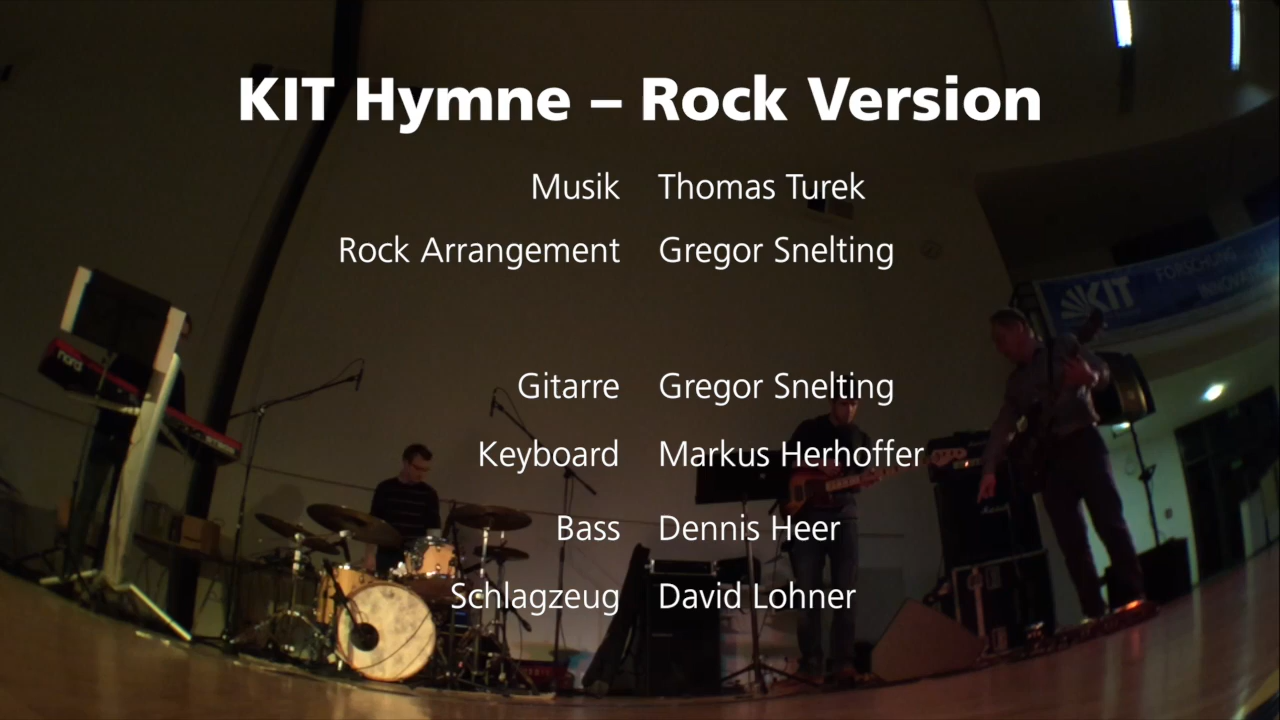 KIT Hymne – Rock Version
Musik Thomas Turek
Rock Arrangement Gregor Snelting
Gitarre Gregor Snelting
Keyboard Markus Herhoffer
Bass Dennis Heer
Schlagzeug David Lohner
nord
KIT
FORSCHUNG